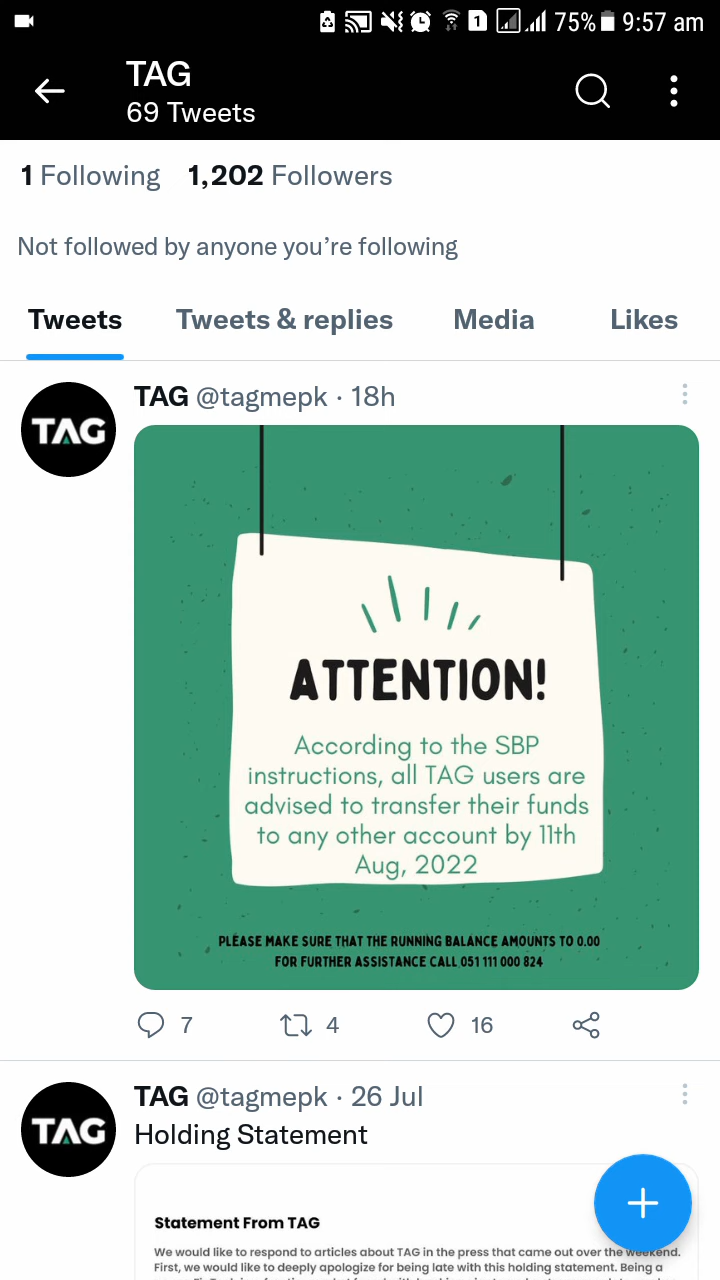 75% 9:57 am
TAG
69 Tweets
1 Following 1,202 Followers
Not followed by anyone you're following
Tweets Tweets & replies Media Likes
TAG @tagmepk · 18h
TAG
ATTENTION!
According to the SBP
instructions, all TAG users are
advised to transfer their funds
to any other account by 11th
Aug, 2022
PLEASE MAKE SURE THAT THE RUNNING BALANCE AMOUNTS TO 0.00
FOR FURTHER ASSISTANCE CALL 051 111 000 824
7 4 16
TAG @tagmepk · 26 Jul
TAG
Holding Statement
Statement From TAG
We would like to respond to articles about TAG in the press that came out over the weekend.
First, we would like to deeply apologize for being late with this holding statement. Being a